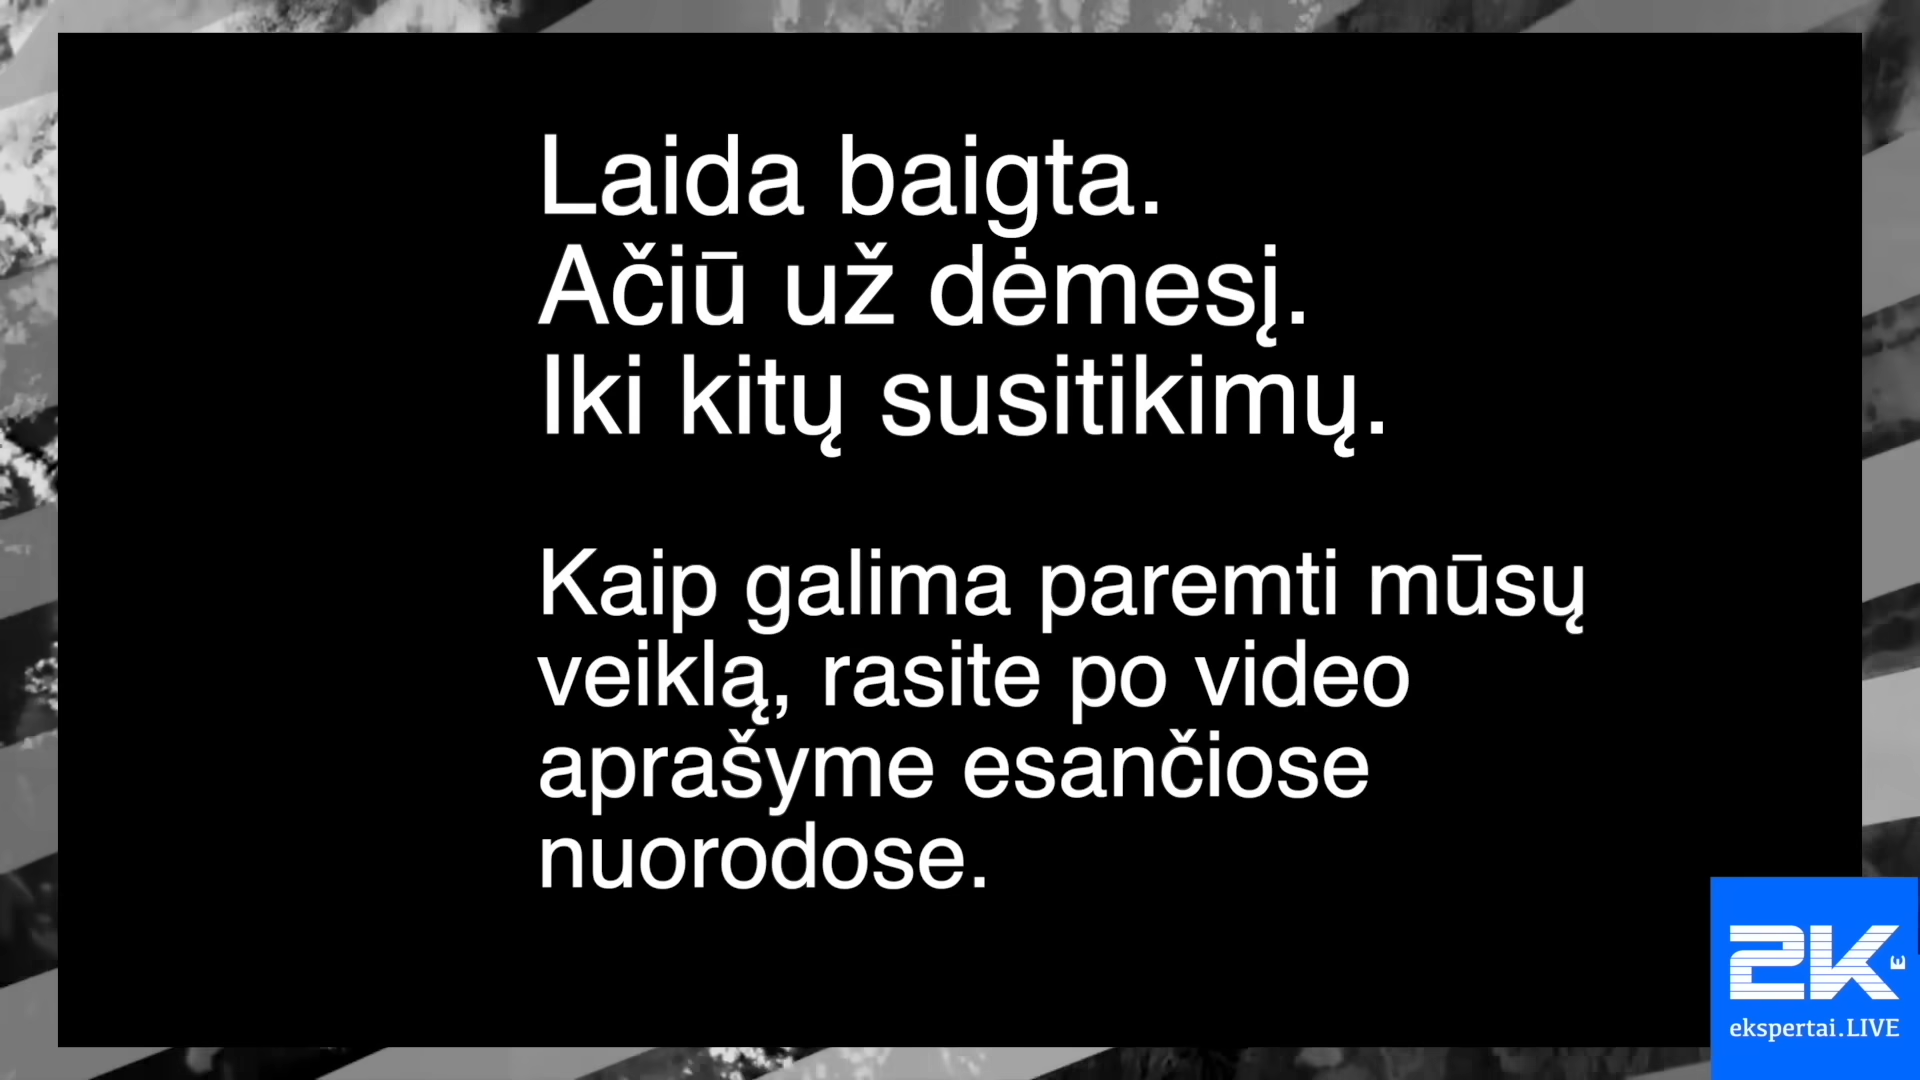 Laida baigta.
Ačiū už dėmesį.
Iki kitų susitikimų.
Kaip galima paremti mūsų
veiklą, rasite po video
aprašyme esančiose
nuorodose.
2K
E
ekspertai.LIVE